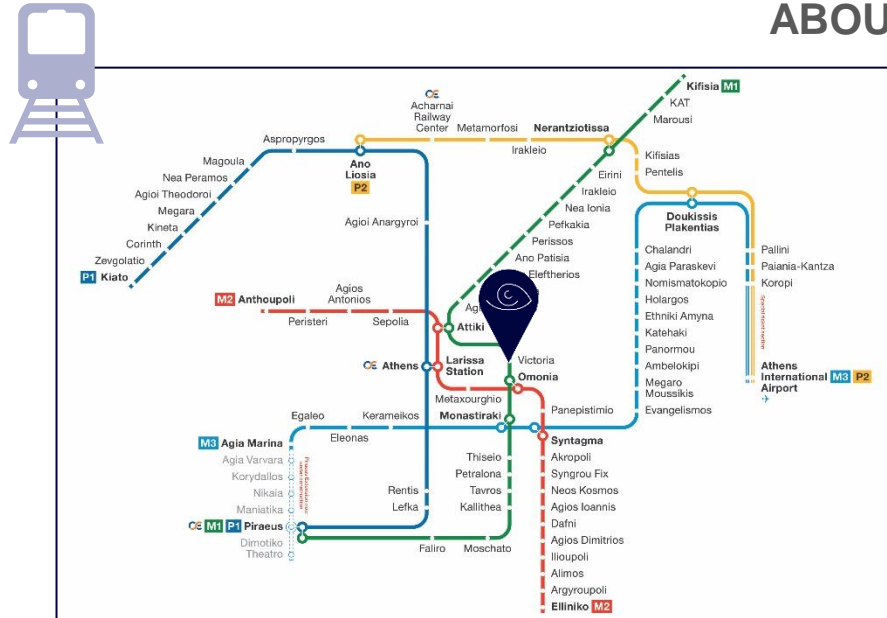 ABOU
Kifisia M1
KAT
Marousi
OE
Acharnai
Railway
Center
Metamorfosi
Nerantziotissa
Irakleio
Aspropyrgos
Ano
Liosia
P2
Magoula
Nea Peramos
Agioi Theodoroi
Megara
Kineta
Corinth
Zevgolatio
P1 Kiato
Agioi Anargyroi
Kifisias
Pentelis
Eirini
Irakleio
Nea Ionia
Pefkakia
Perissos
Ano Patisia
Eleftherios
Doukissis
Plakentias
Pallini
Paiania-Kantza
Koropi
Chalandri
Agia Paraskevi
Nomismatokopio
Holargos
Ethniki Amyna
Katehaki
Panormou
Ambelokipi
Megaro
Moussikis
Evangelismos
Athens
International
Airport
M3 P2
M2 Anthoupoli
Peristeri
Agios
Antonios
Sepolia
Attiki
OE Athens
Larissa
Station
Victoria
Omonia
Metaxourghio
Panepistimio
Monastiraki
Syntagma
M3 Agia Marina
Egaleo
Eleonas
Kerameikos
Agia Varvara
Korydallos
Nikaia
Maniatika
OE M1 P1 Piraeus
Dimotiko
Theatro
Rentis
Lefka
Thiseio
Petralona
Tavros
Kallithea
Faliro
Moschato
Akropoli
Syngrou Fix
Neos Kosmos
Agios Ioannis
Dafni
Agios Dimitrios
Ilioupoli
Alimos
Argyroupoli
Elliniko M2